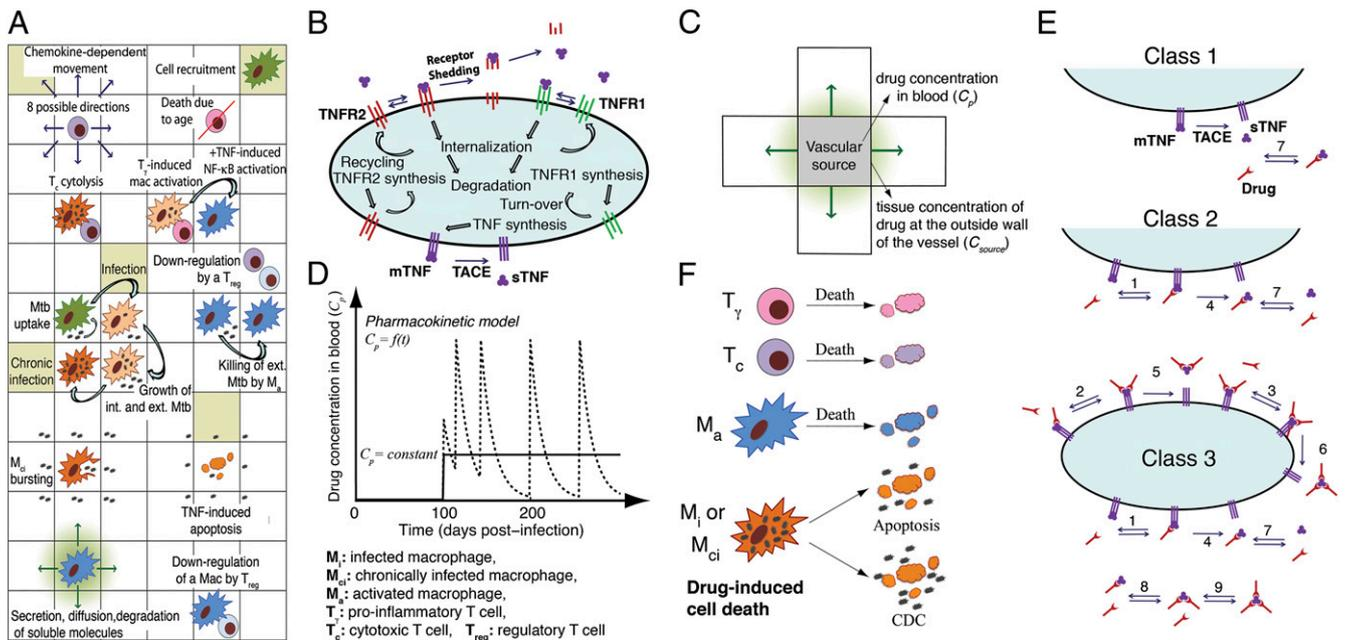 A
Chemokine-dependent
movement
Cell recruitment
8 possible directions
Death due
to age
Tγ-induced
mac activation
+TNF-induced
NF-κB activation
Tc cytolysis
Infection
Down-regulation
by a Treg
Mtb
uptake
Chronic
infection
Killing of ext.
Mtb by Ma
Growth of
int. and ext. Mtb
Mci
bursting
TNF-induced
apoptosis
Down-regulation
of a Mac by Treg
Secretion, diffusion,degradation
of soluble molecules
B
Receptor
Shedding
TNFR2
TNFR1
Internalization
Recycling
TNFR2 synthesis
Degradation
TNFR1 synthesis
Turn-over
TNF synthesis
mTNF
TACE
sTNF
C
drug concentration
in blood (Cp)
Vascular
source
tissue concentration of
drug at the outside wall
of the vessel (Csource)
D
Drug concentration in blood (Cp)
Pharmacokinetic model
Cp= f(t)
Cp= constant
0 100 200
Time (days post-infection)
Mi: infected macrophage,
Mci: chronically infected macrophage,
Ma: activated macrophage,
Tγ: pro-inflammatory T cell,
Tc: cytotoxic T cell, Treg: regulatory T cell
E
Class 1
mTNF
TACE
sTNF
7
Drug
Class 2
1
4
7
Class 3
2
5
3
6
1
4
7
8
9
F
Tγ
Death
Tc
Death
Ma
Death
Mi or
Mci
Apoptosis
Drug-induced
cell death
CDC